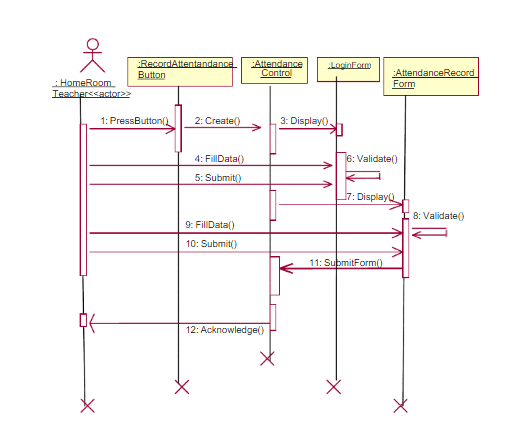 : HomeRoom
Teacher<<actor>>
:RecordAttentandance
Button
:Attendance
Control
:LoginForm
:AttendanceRecord
Form
1: PressButton()
2: Create()
3: Display()
4: FillData()
6: Validate()
5: Submit()
7: Display()
8: Validate()
9: FillData()
10: Submit()
11: SubmitForm()
12: Acknowledge()